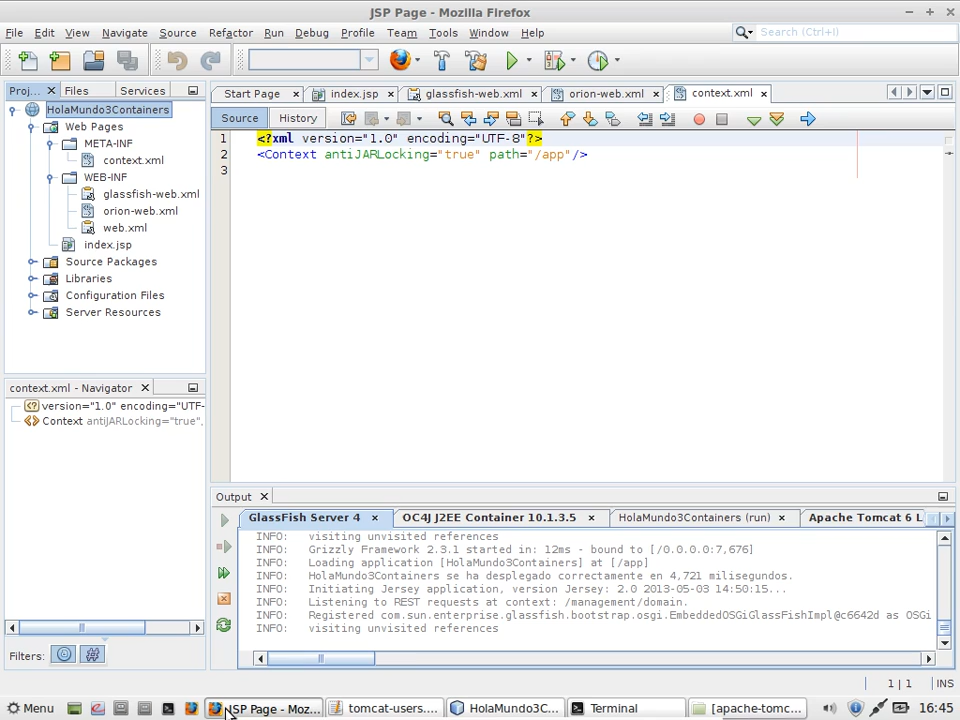 JSP Page - Mozilla Firefox
File Edit View Navigate Source Refactor Run Debug Profile Team Tools Window Help
Search (Ctrl+I)
Proj... Files Services
Start Page index.jsp glassfish-web.xml orion-web.xml context.xml
HolaMundo3Containers
Web Pages
META-INF
context.xml
WEB-INF
glassfish-web.xml
orion-web.xml
web.xml
index.jsp
Source Packages
Libraries
Configuration Files
Server Resources
Source History
1 <?xml version="1.0" encoding="UTF-8"?>
2 <Context antiJARLocking="true" path="/app"/>
3
context.xml - Navigator
version="1.0" encoding="UTF-
Context antiJARLocking="true",
Filters:
Output
GlassFish Server 4 OC4J J2EE Container 10.1.3.5 HolaMundo3Containers (run) Apache Tomcat 6 L
INFO: visiting unvisited references
INFO: Grizzly Framework 2.3.1 started in: 12ms - bound to [/0.0.0.0:7,676]
INFO: Loading application [HolaMundo3Containers] at [/app]
INFO: HolaMundo3Containers se ha desplegado correctamente en 4,721 milisegundos.
INFO: Initiating Jersey application, version Jersey: 2.0 2013-05-03 14:50:15...
INFO: Listening to REST requests at context: /management/domain.
INFO: Registered com.sun.enterprise.glassfish.bootstrap.osgi.EmbeddedOSGiGlassFishImpl@c6642d as OSGi
INFO: visiting unvisited references
1 | 1 INS
Menu JSP Page - Moz... tomcat-users.... HolaMundo3C... Terminal [apache-tomc... 16:45